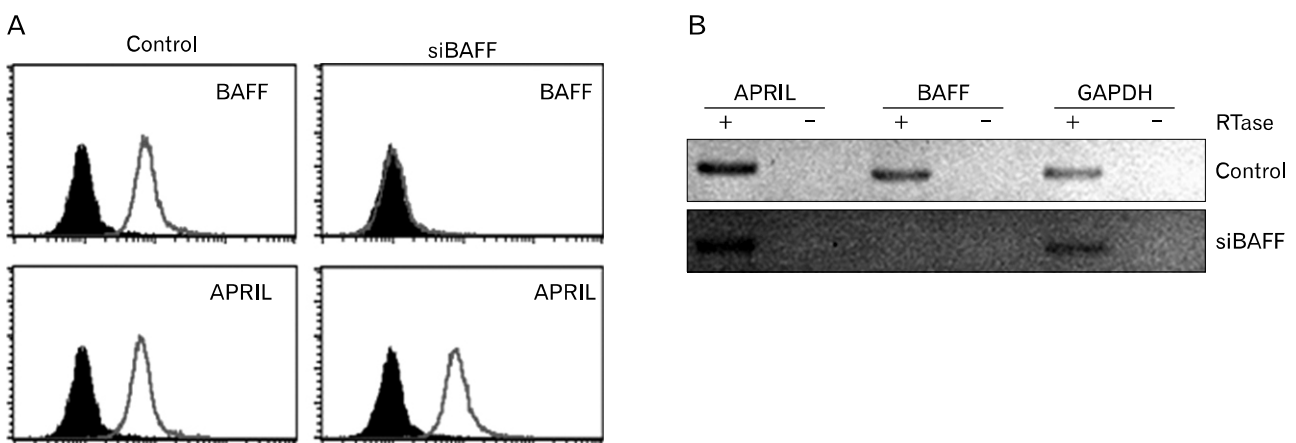 A
Control
siBAFF
BAFF
BAFF
APRIL
APRIL
B
APRIL BAFF GAPDH
+ − + − + − RTase
Control
siBAFF